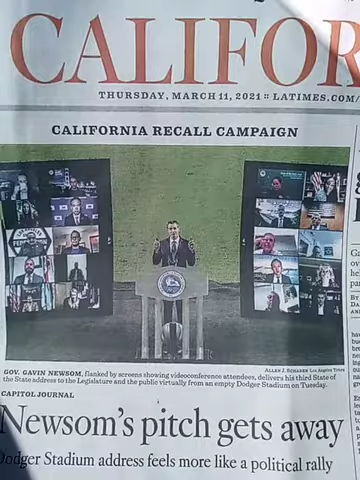 CALIFOR
THURSDAY, MARCH 11, 2021 :: LATIMES.COM/
CALIFORNIA RECALL CAMPAIGN
ALLEN J. SCHABEN Los Angeles Times
GOV. GAVIN NEWSOM, flanked by screens showing videoconference attendees, delivers his third State of
the State address to the Legislature and the public virtually from an empty Dodger Stadium on Tuesday.
CAPITOL JOURNAL
Newsom's pitch gets away
Dodger Stadium address feels more like a political rally